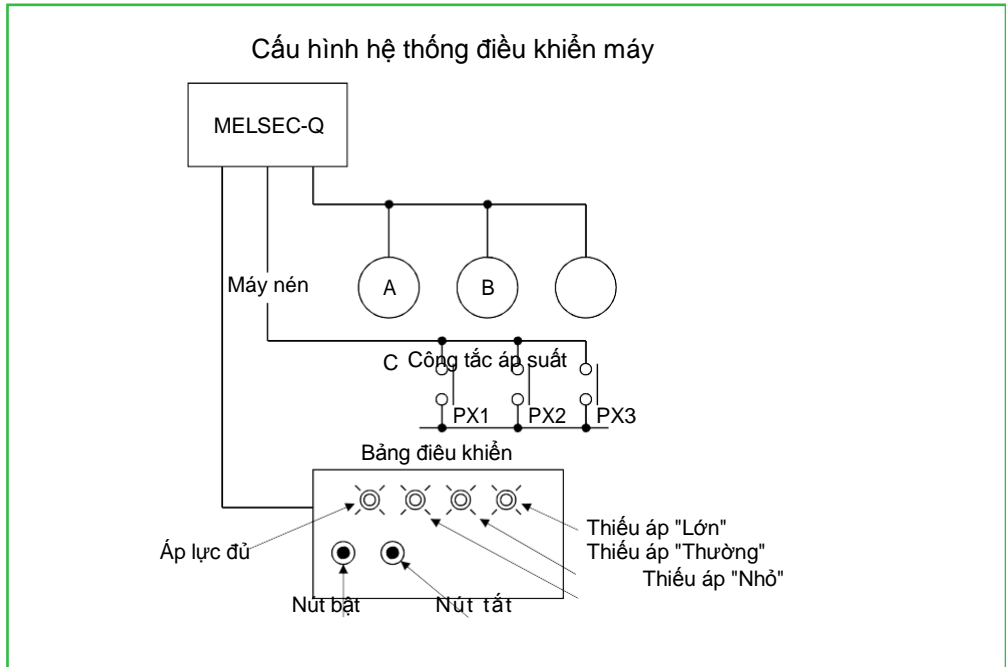 Cấu hình hệ thống điều khiển máy
MELSEC-Q
Máy nén
A
B
C Công tắc áp suất
PX1
PX2
PX3
Bảng điêu khiển
Thiếu áp "Lớn"
Áp lực đủ
Thiếu áp "Thường"
Thiếu áp "Nhỏ"
Nút bật
Nút tắt